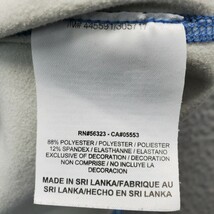 RN#56323 - CA#05553
88% POLYESTER / POLYESTER / POLIESTER
12% SPANDEX / ELASTHANNE / ELASTANO
EXCLUSIVE OF DECORATION / DECORATION
NON COMPRISE / NO INCLUYE LA
DECORACION
MADE IN
SRI LANKA/FABRIQUE AU
SRI LANKA/HECHO EN SRI LANKA